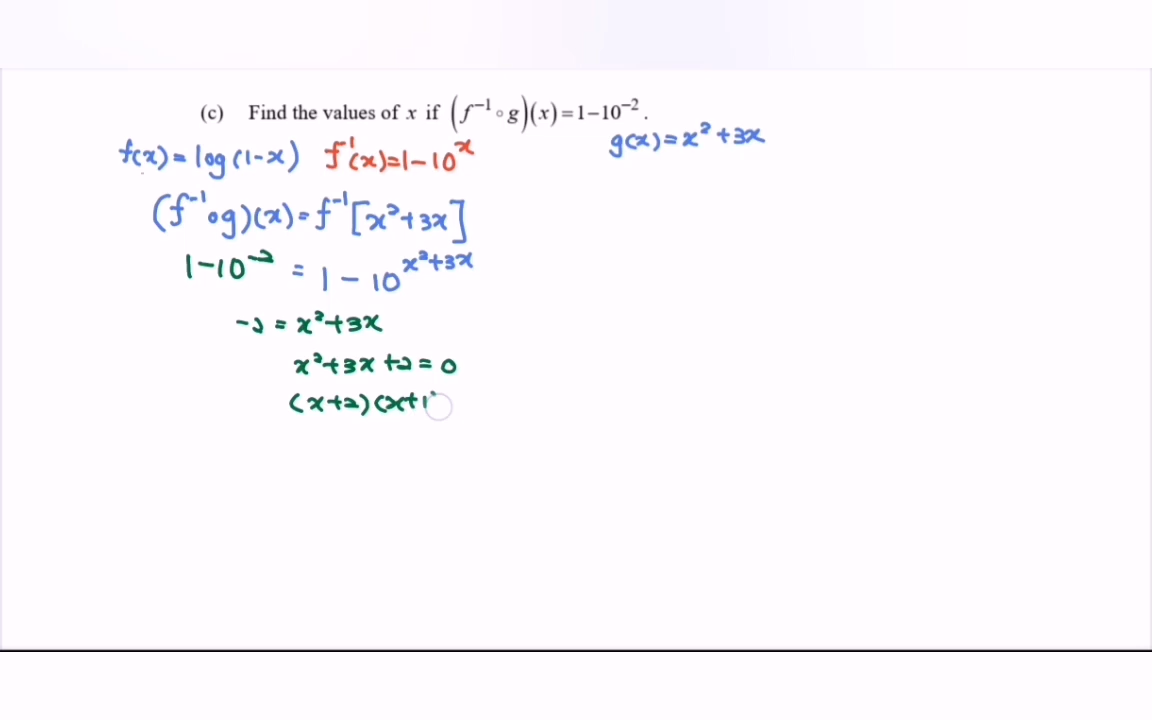 (c) Find the values of x if (f⁻¹∘g)(x)=1−10⁻².
g(x)=x²+3x
f(x)=log(1-x) f⁻¹(x)=1-10ˣ
(f⁻¹og)(x)=f⁻¹[x²+3x]
1-10⁻² = 1-10^(x²+3x)
-2 = x²+3x
x²+3x+2=0
(x+2)(x+1